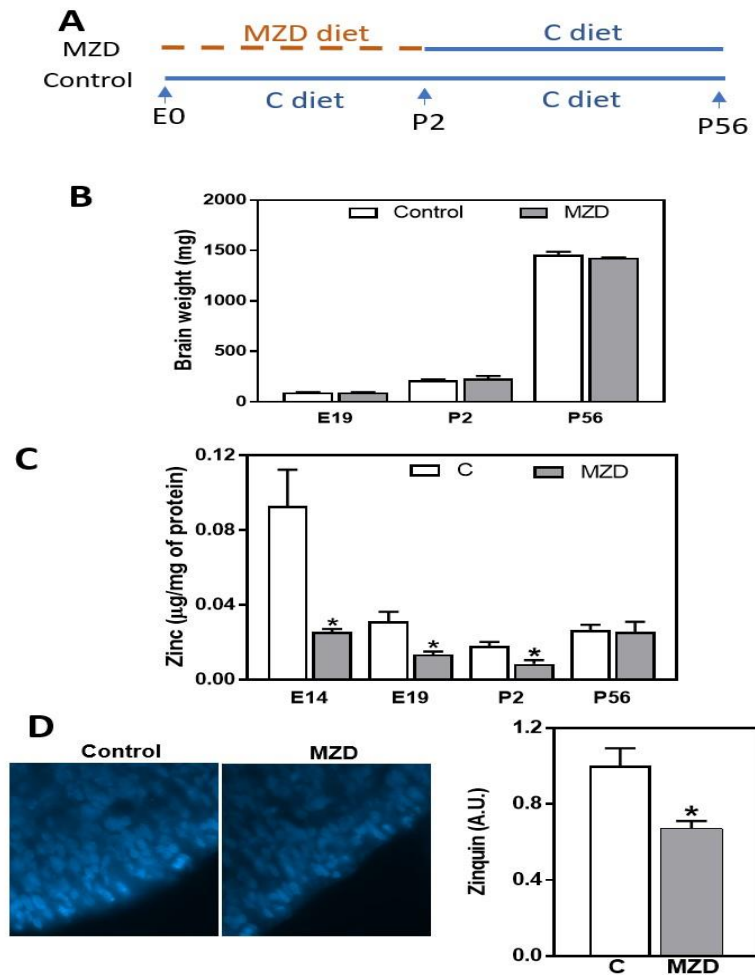 A
MZD diet C diet
MZD
Control
C diet C diet
E0 P2 P56
B
Brain weight (mg)
2000
1500
1000
500
0
Control MZD
E19 P2 P56
C
Zinc (µg/mg of protein)
0.12
0.08
0.04
0.00
C MZD
* * *
E14 E19 P2 P56
D
Control MZD
Zinquin (A.U.)
1.2
0.8
0.4
0.0
*
C MZD